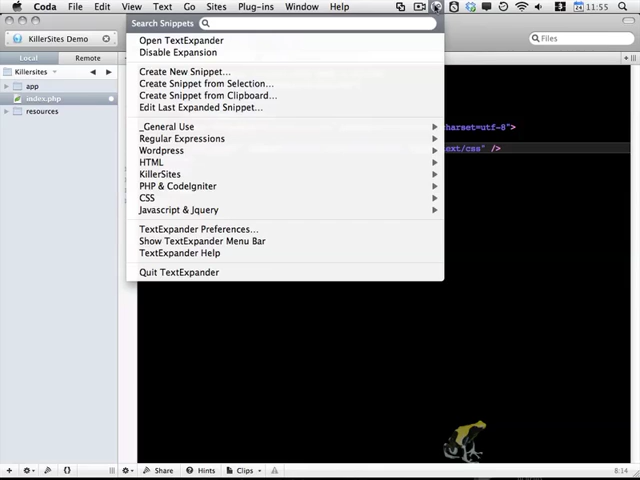 Coda File Edit View Text Go Sites Plug-ins Window Help 11:55
Search Snippets
KillerSites Demo
Files
Open TextExpander
Disable Expansion
Local Remote
Killersites
app
index.php
resources
Create New Snippet...
Create Snippet from Selection...
Create Snippet from Clipboard...
Edit Last Expanded Snippet...
_General Use
Regular Expressions
Wordpress
HTML
KillerSites
PHP & CodeIgniter
CSS
Javascript & Jquery
TextExpander Preferences...
Show TextExpander Menu Bar
TextExpander Help
Quit TextExpander
charset=utf-8">
ext/css" />
Share Hints Clips 8:14